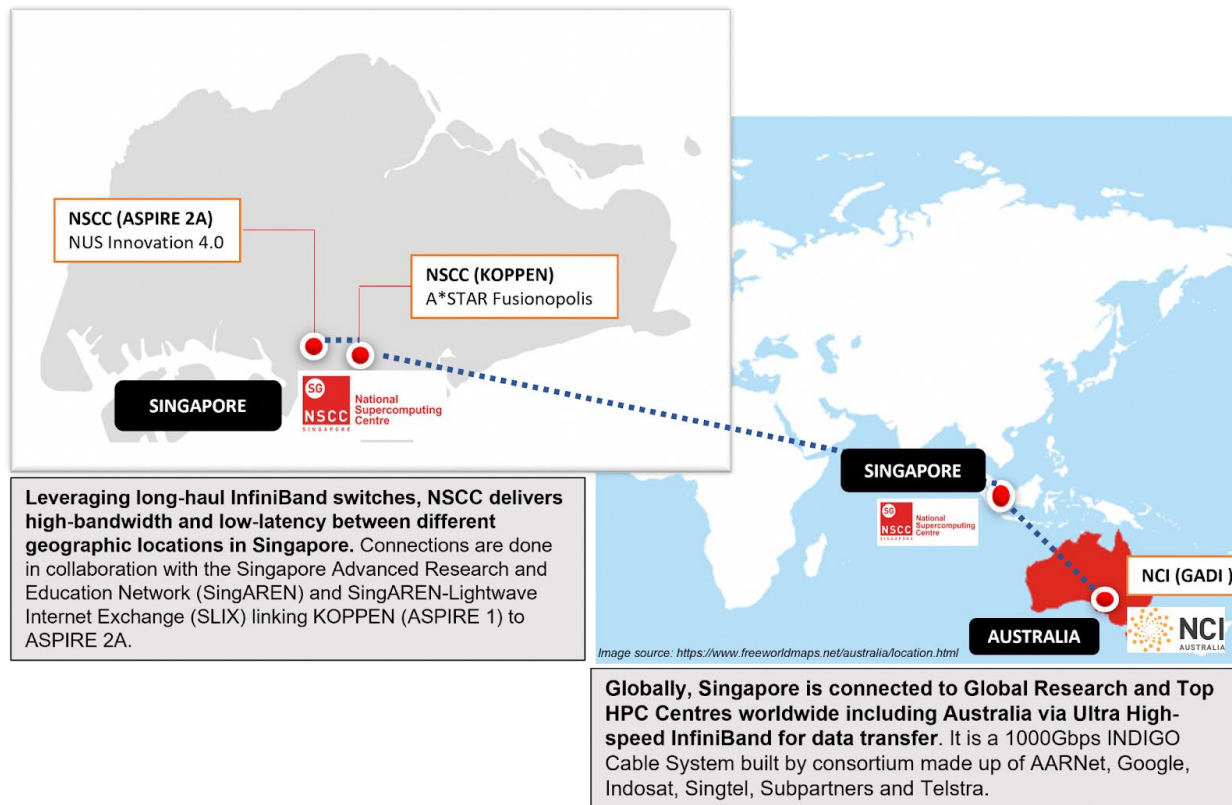 NSCC (ASPIRE 2A)
NUS Innovation 4.0
NSCC (KOPPEN)
A*STAR Fusionopolis
SINGAPORE
SG
NSCC
SINGAPORE
National
Supercomputing
Centre
SINGAPORE
SG
NSCC
SINGAPORE
National
Supercomputing
Centre
NCI (GADI )
AUSTRALIA
NCI
AUSTRALIA
Image source: https://www.freeworldmaps.net/australia/location.html
Leveraging long-haul InfiniBand switches, NSCC delivers
high-bandwidth and low-latency between different
geographic locations in Singapore. Connections are done
in collaboration with the Singapore Advanced Research and
Education Network (SingAREN) and SingAREN-Lightwave
Internet Exchange (SLIX) linking KOPPEN (ASPIRE 1) to
ASPIRE 2A.
Globally, Singapore is connected to Global Research and Top
HPC Centres worldwide including Australia via Ultra High-
speed InfiniBand for data transfer. It is a 1000Gbps INDIGO
Cable System built by consortium made up of AARNet, Google,
Indosat, Singtel, Subpartners and Telstra.